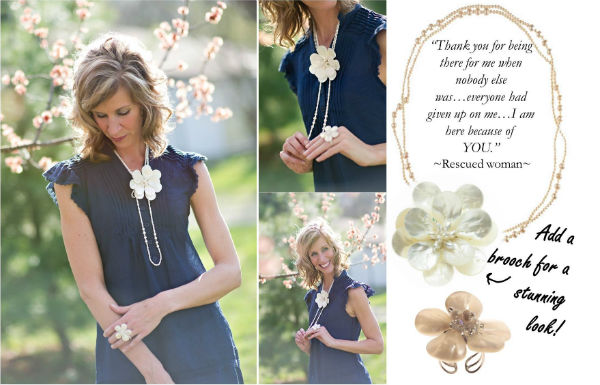 “Thank you for being
there for me when
nobody else
was…everyone had
given up on me…I am
here because of
YOU.”
~Rescued woman~
Add a
brooch for a
stunning
look!